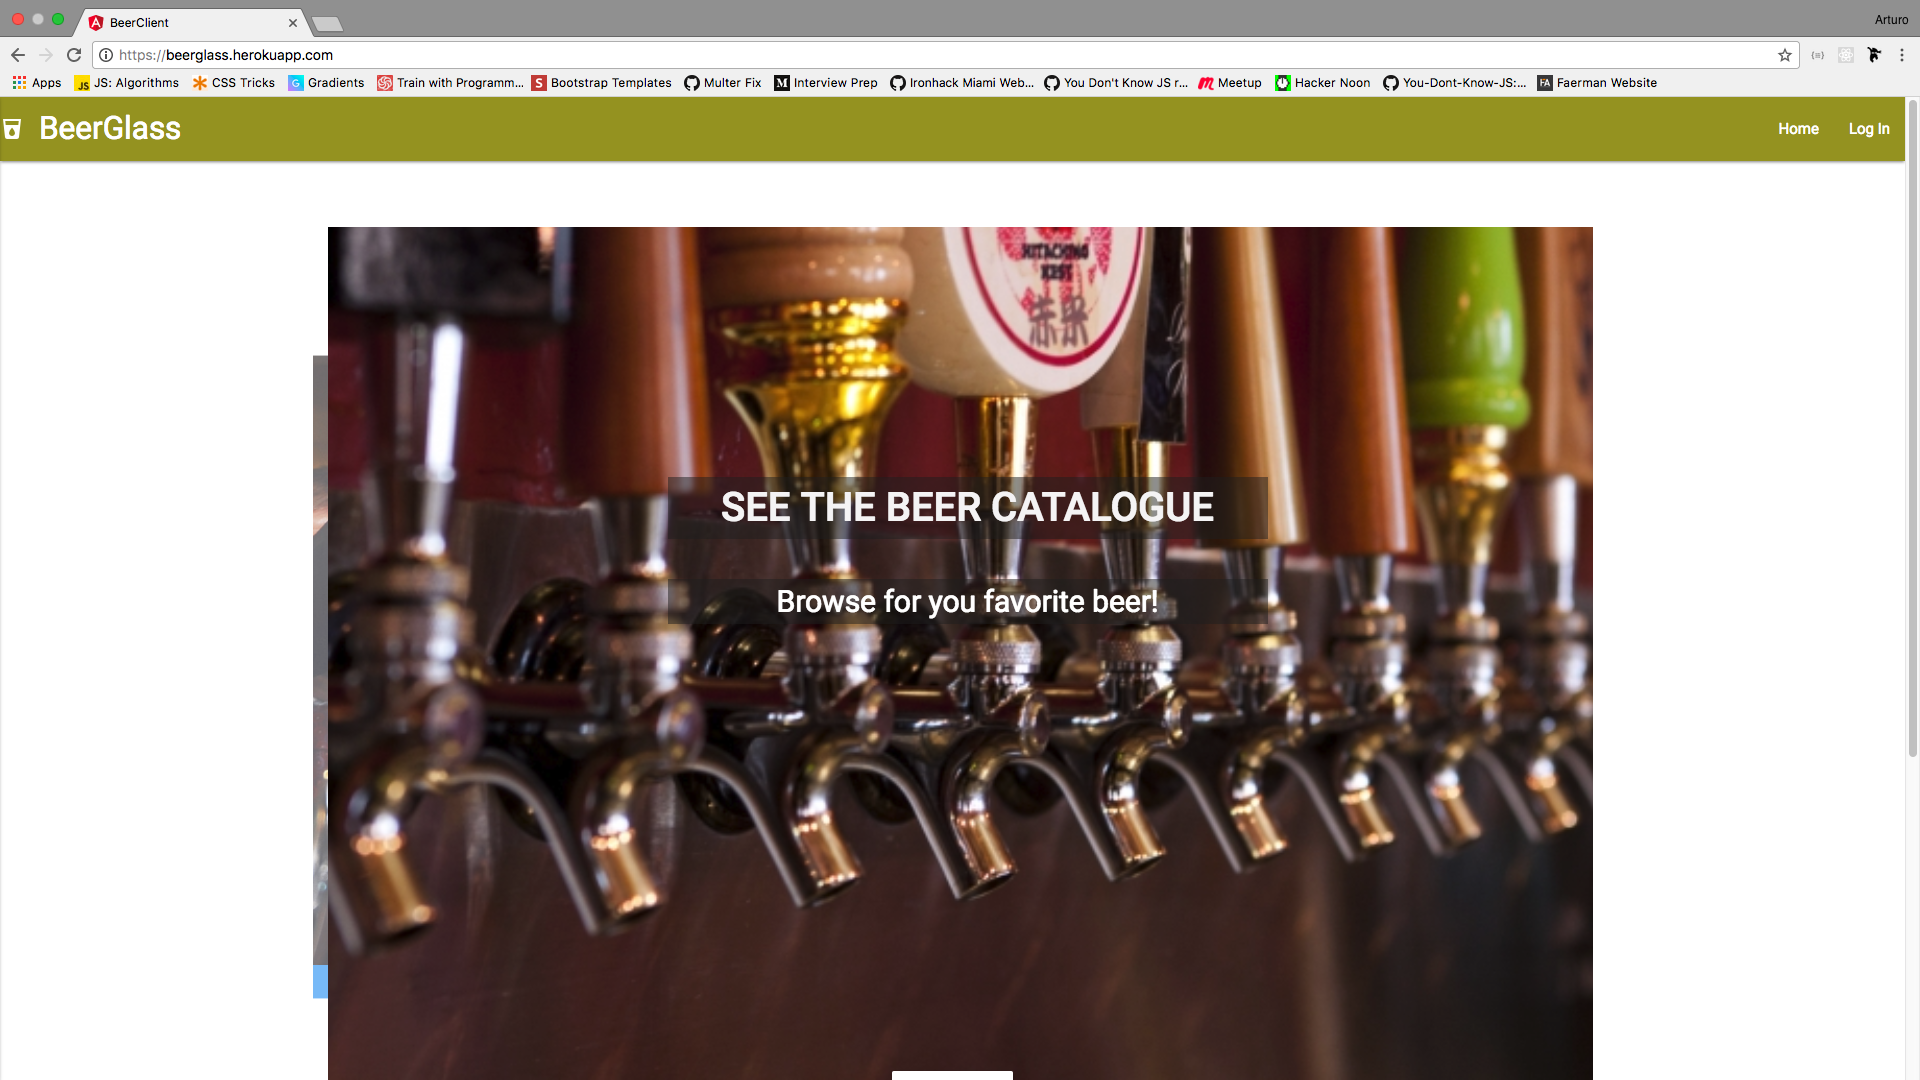 BeerClient
Arturo
https://beerglass.herokuapp.com
Apps JS: Algorithms CSS Tricks Gradients Train with Programm... Bootstrap Templates Multer Fix Interview Prep Ironhack Miami Web... You Don't Know JS r... Meetup Hacker Noon You-Dont-Know-JS:... Faerman Website
BeerGlass
Home Log In
HITACHINO
NEST
SEE THE BEER CATALOGUE
Browse for you favorite beer!